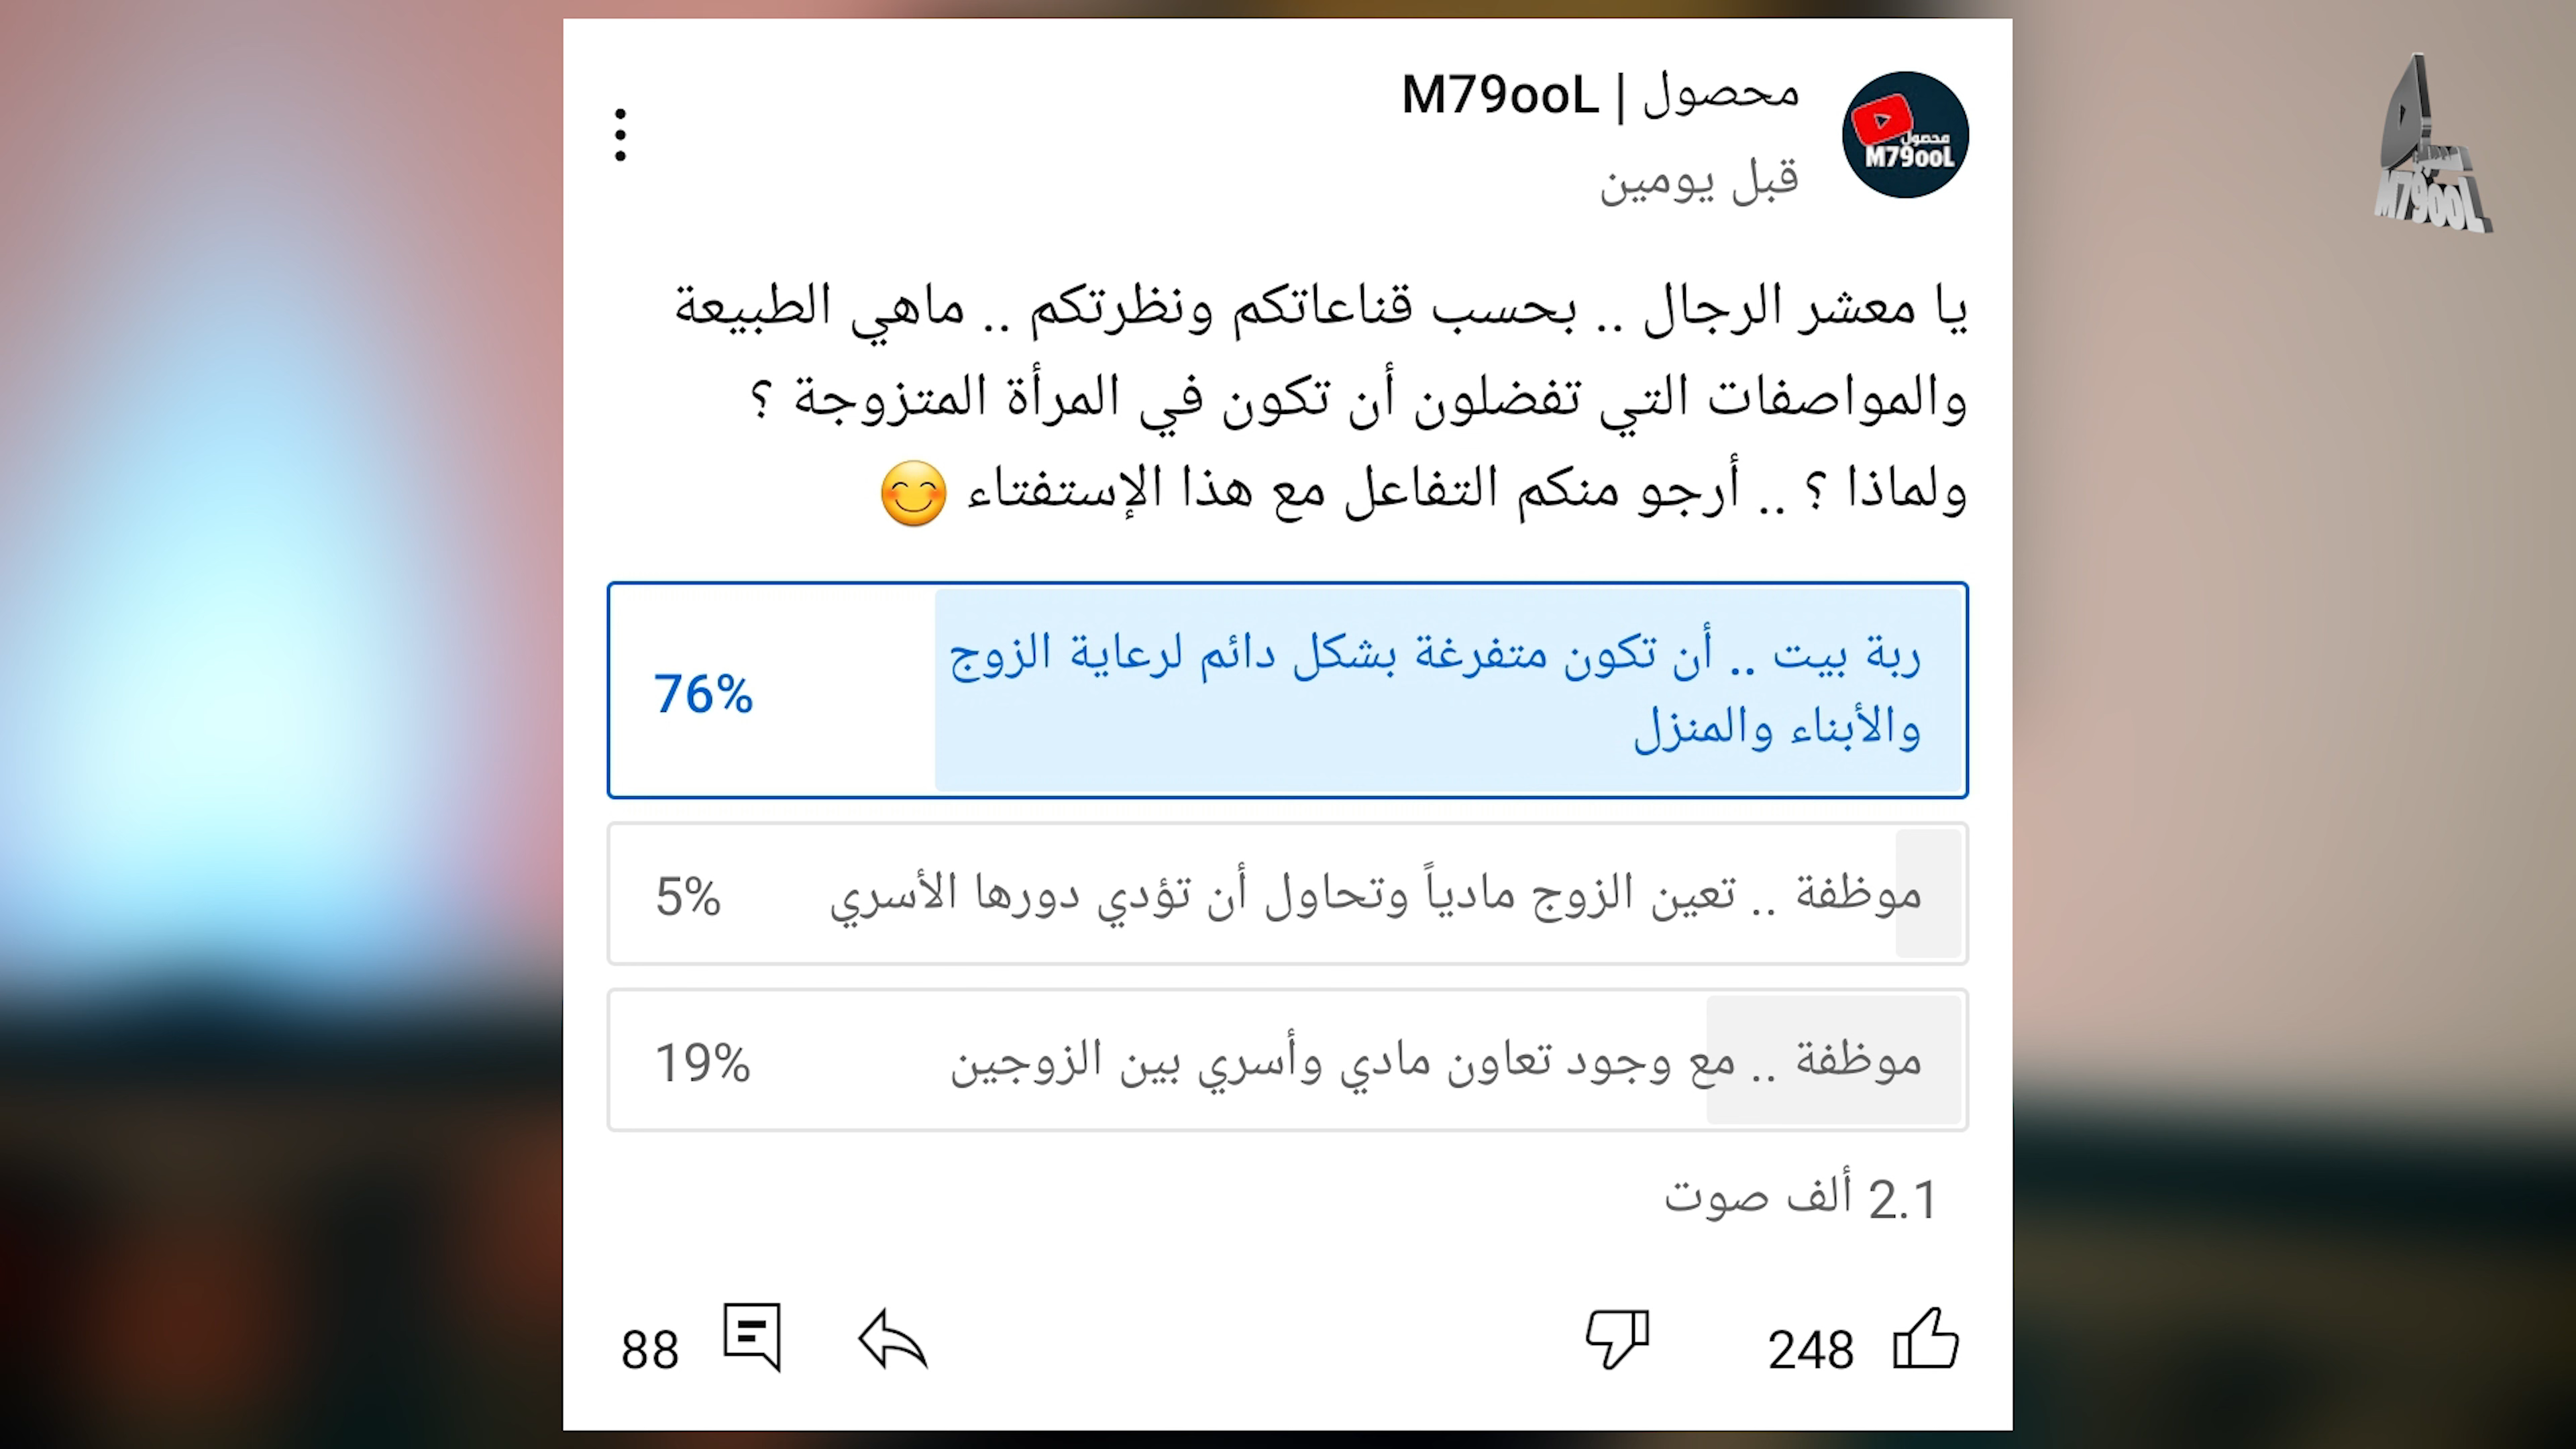 محصول | M79ooL
قبل يومين
محصول
M79ooL
M79ooL
يا معشر الرجال .. بحسب قناعاتكم ونظرتكم .. ماهي الطبيعة
والمواصفات التي تفضلون أن تكون في المرأة المتزوجة ؟
ولماذا ؟ .. أرجو منكم التفاعل مع هذا الإستفتاء 😊
ربة بيت .. أن تكون متفرغة بشكل دائم لرعاية الزوج
والأبناء والمنزل
76%
موظفة .. تعين الزوج مادياً وتحاول أن تؤدي دورها الأسري
5%
موظفة .. مع وجود تعاون مادي وأسري بين الزوجين
19%
2.1 ألف صوت
248
88